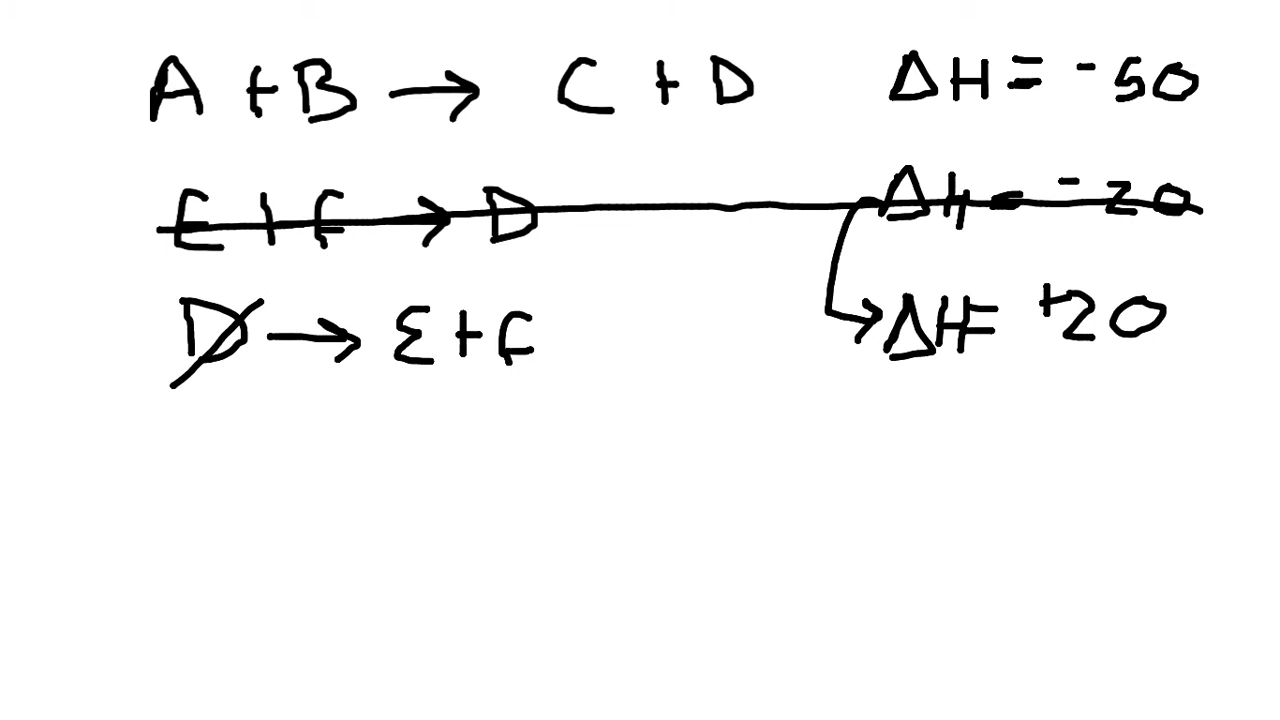 A + B → C + D ΔH = -50
E + F → D ΔH = -20
D → E + F ΔH = +20